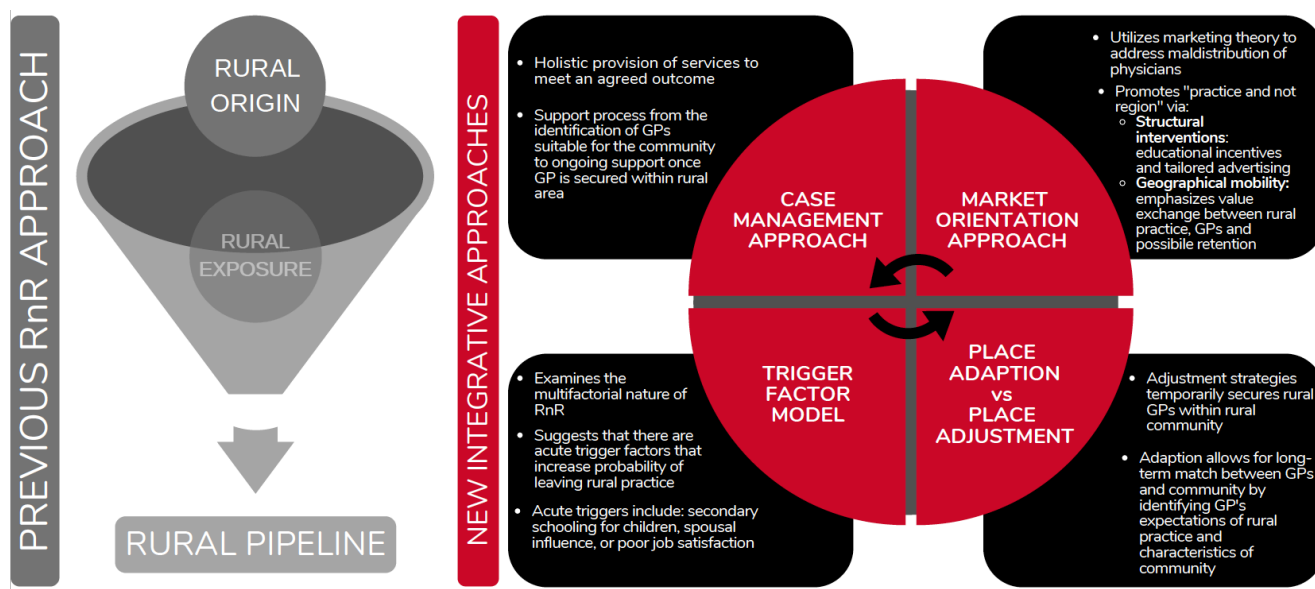 PREVIOUS RnR APPROACH
RURAL
ORIGIN
RURAL
EXPOSURE
RURAL PIPELINE
NEW INTEGRATIVE APPROACHES
• Holistic provision of services to
meet an agreed outcome
• Support process from the
identification of GPs
suitable for the community
to ongoing support once
GP is secured within rural
area
CASE
MANAGEMENT
APPROACH
• Utilizes marketing theory to
address maldistribution of
physicians
• Promotes "practice and not
region" via:
○ Structural
interventions:
educational incentives
and tailored advertising
○ Geographical mobility:
emphasizes value
exchange between rural
practice, GPs and
possibile retention
MARKET
ORIENTATION
APPROACH
• Examines the
multifactorial nature of
RnR
• Suggests that there are
acute trigger factors that
increase probability of
leaving rural practice
• Acute triggers include: secondary
schooling for children, spousal
influence, or poor job satisfaction
TRIGGER
FACTOR
MODEL
PLACE
ADAPTION
vs
PLACE
ADJUSTMENT
• Adjustment strategies
temporarily secures rural
GPs within rural
community
• Adaption allows for long-
term match between GPs
and community by
identifying GP's
expectations of rural
practice and
characteristics of
community